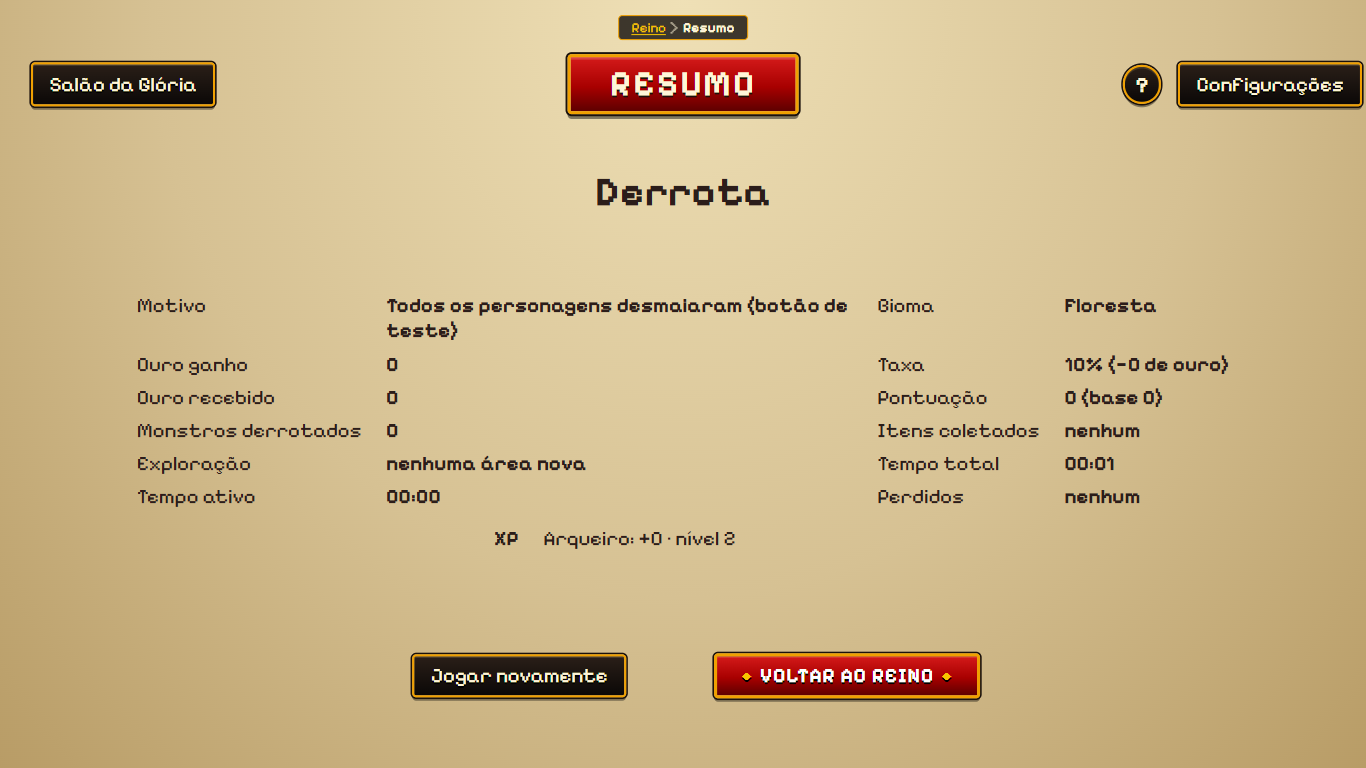 Reino > Resumo
Salão da Glória
RESUMO
?
Configurações
Derrota
Motivo
Todos os personagens desmaiaram (botão de
teste)
Bioma
Floresta
Ouro ganho
0
Taxa
10% (-0 de ouro)
Ouro recebido
0
Pontuação
0 (base 0)
Monstros derrotados
0
Itens coletados
nenhum
Exploração
nenhuma área nova
Tempo total
00:01
Tempo ativo
00:00
Perdidos
nenhum
XP
Arqueiro: +0 · nível 2
Jogar novamente
VOLTAR AO REINO